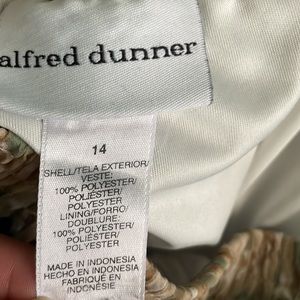 alfred dunner
14
SHELL/TELA EXTERIOR/
VESTE:
100% POLYESTER/
POLIÉSTER/
POLYESTER
LINING/FORRO/
DOUBLURE:
100% POLYESTER/
POLIÉSTER/
POLYESTER
MADE IN INDONESIA
HECHO EN INDONESIA
FABRIQUÉ EN
INDONÉSIE